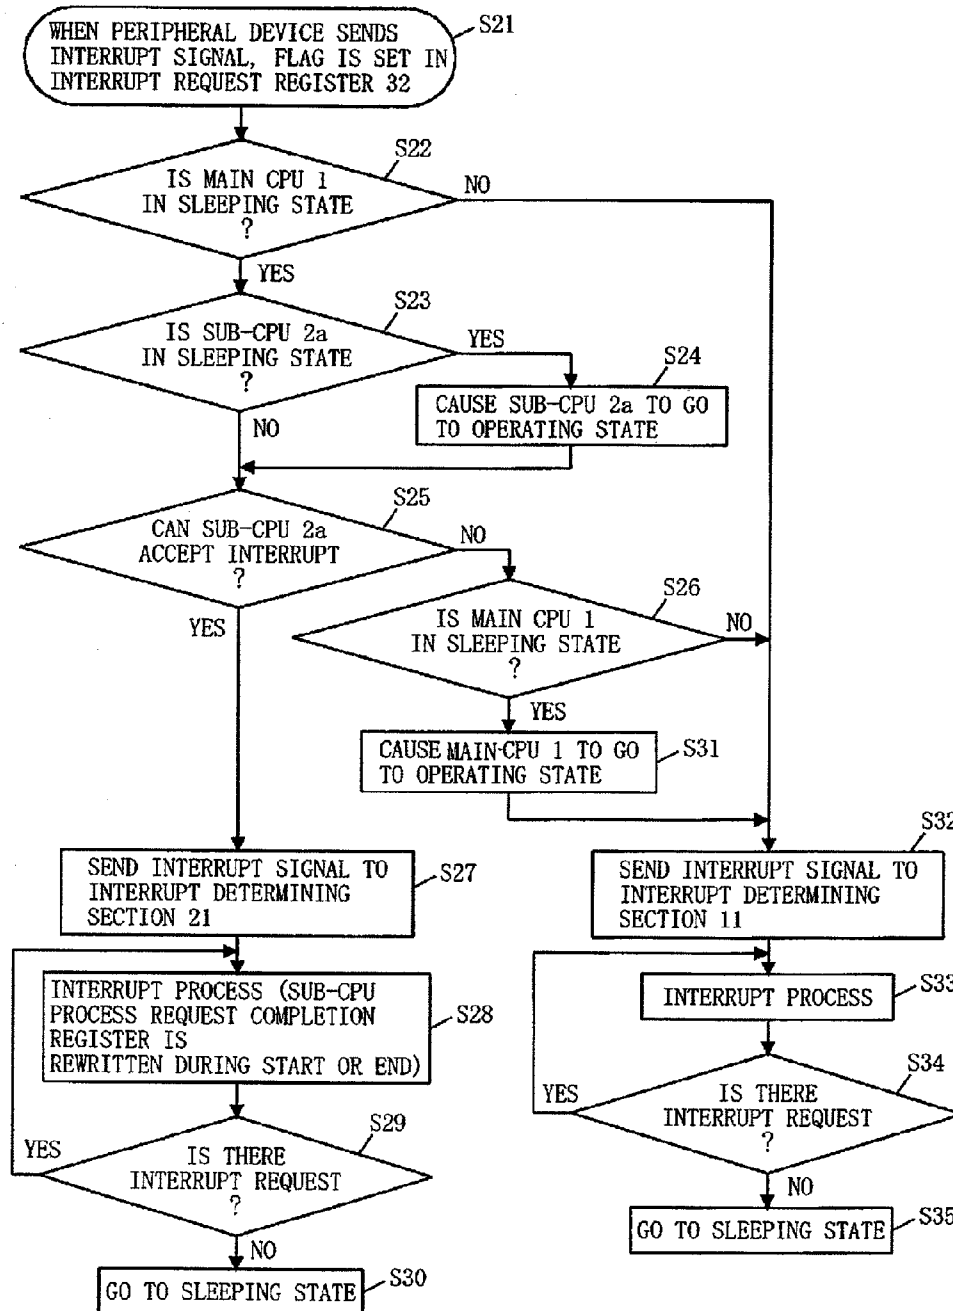 WHEN PERIPHERAL DEVICE SENDS
INTERRUPT SIGNAL, FLAG IS SET IN
INTERRUPT REQUEST REGISTER 32
S21
S22
IS MAIN CPU 1
IN SLEEPING STATE
?
NO
YES
S23
IS SUB-CPU 2a
IN SLEEPING STATE
?
YES
NO
S24
CAUSE SUB-CPU 2a TO GO
TO OPERATING STATE
S25
CAN SUB-CPU 2a
ACCEPT INTERRUPT
?
NO
YES
S26
IS MAIN CPU 1
IN SLEEPING STATE
?
NO
YES
CAUSE MAIN-CPU 1 TO GO
TO OPERATING STATE
S31
SEND INTERRUPT SIGNAL TO
INTERRUPT DETERMINING
SECTION 21
S27
S32
SEND INTERRUPT SIGNAL TO
INTERRUPT DETERMINING
SECTION 11
INTERRUPT PROCESS (SUB-CPU
PROCESS REQUEST COMPLETION
REGISTER IS
REWRITTEN DURING START OR END)
S28
INTERRUPT PROCESS
S33
S29
IS THERE
INTERRUPT REQUEST
?
YES
NO
S34
IS THERE
INTERRUPT REQUEST
?
YES
NO
GO TO SLEEPING STATE
S30
GO TO SLEEPING STATE
S35